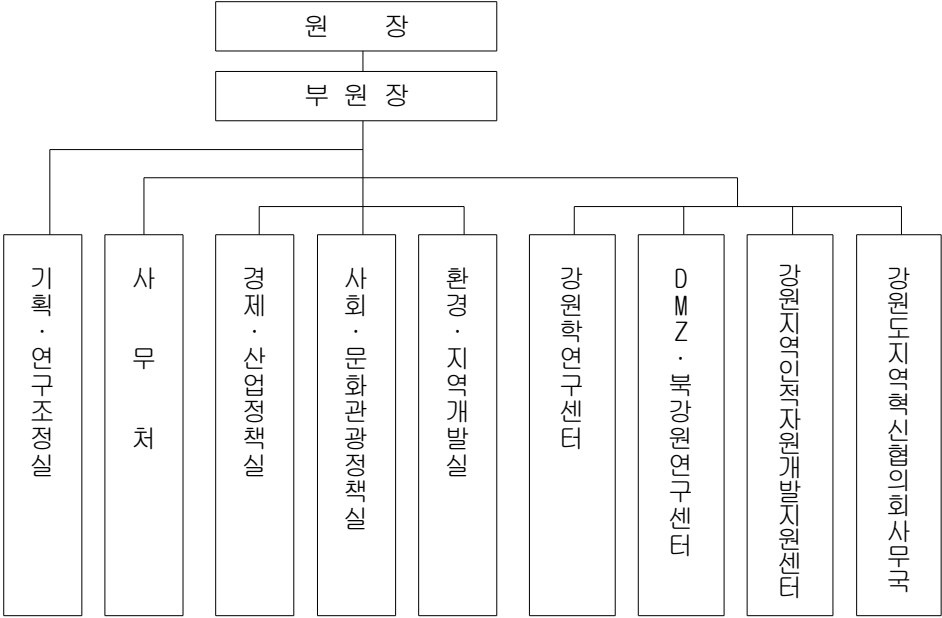 원 장
부 원 장
기획·연구조정실
사 무 처
경제·산업정책실
사회·문화관광정책실
환경·지역개발실
강원학연구센터
DMZ·북강원연구센터
강원지역인적자원개발지원센터
강원도지역혁신협의회사무국